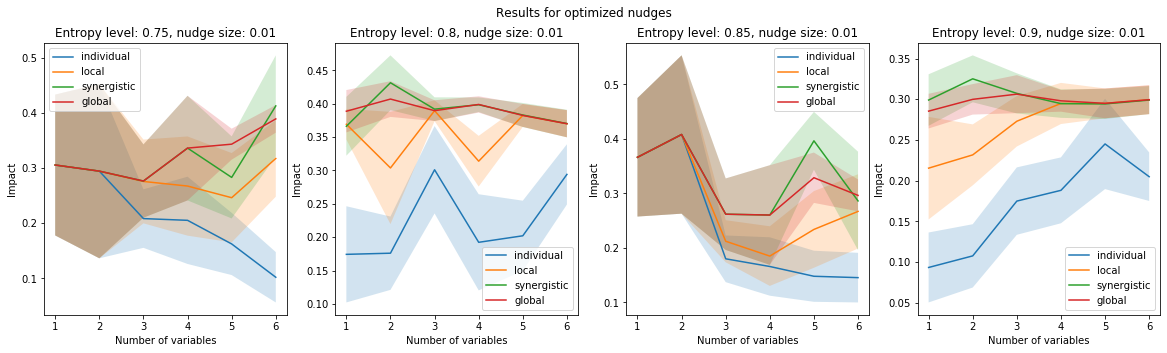 Results for optimized nudges
Entropy level: 0.75, nudge size: 0.01
0.5
0.4
0.3
0.2
0.1
Impact
individual
local
synergistic
global
1 2 3 4 5 6
Number of variables
Entropy level: 0.8, nudge size: 0.01
0.45
0.40
0.35
0.30
0.25
0.20
0.15
0.10
Impact
individual
local
synergistic
global
1 2 3 4 5 6
Number of variables
Entropy level: 0.85, nudge size: 0.01
0.5
0.4
0.3
0.2
0.1
Impact
individual
local
synergistic
global
1 2 3 4 5 6
Number of variables
Entropy level: 0.9, nudge size: 0.01
0.35
0.30
0.25
0.20
0.15
0.10
0.05
Impact
individual
local
synergistic
global
1 2 3 4 5 6
Number of variables